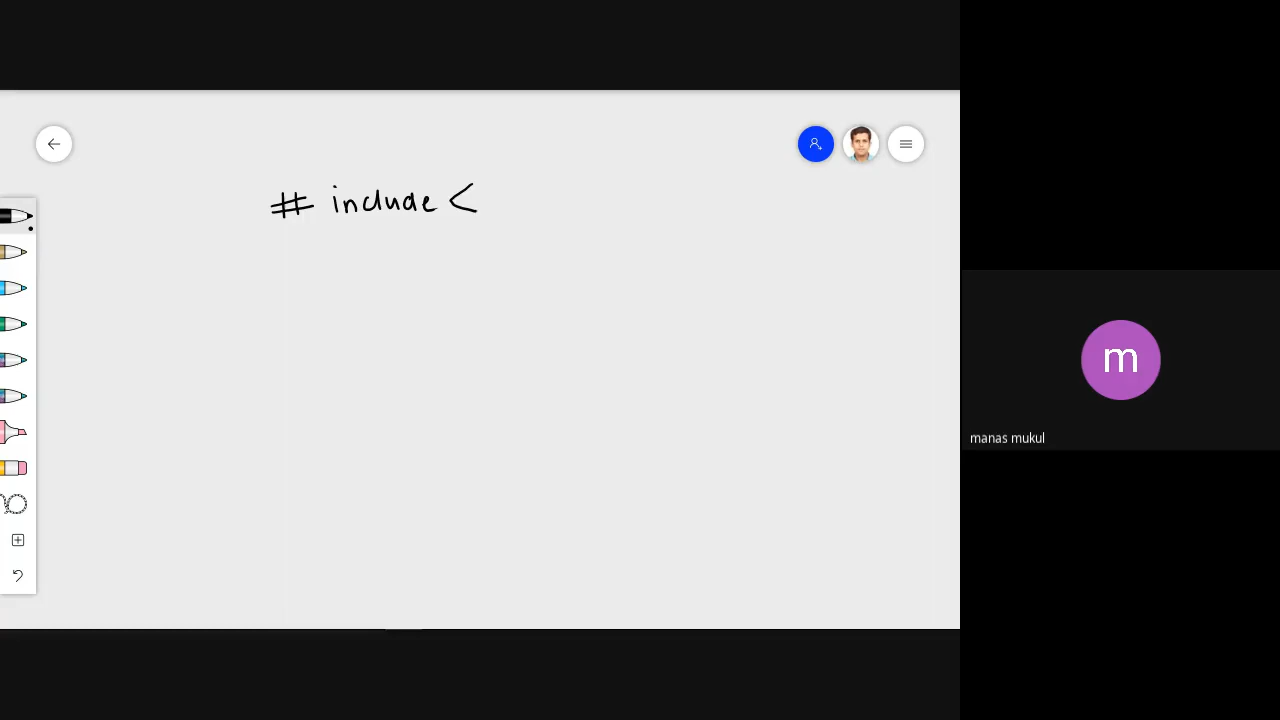 # include <
m
manas mukul